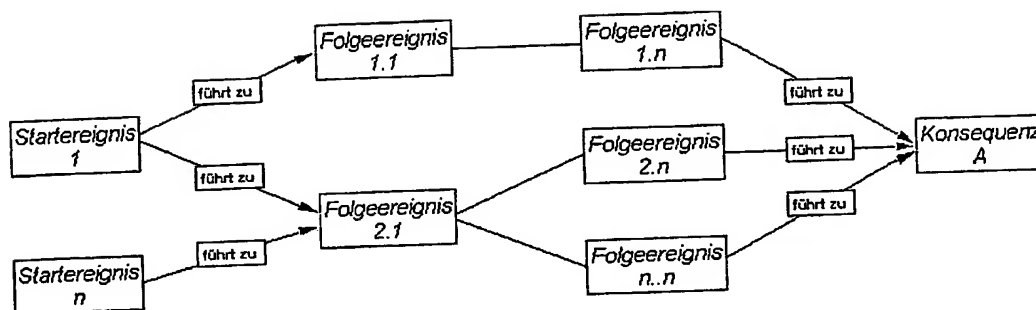 Folgeereignis
1.1
Folgeereignis
1.n
führt zu
führt zu
Startereignis
1
Folgeereignis
2.n
führt zu
Konsequenz
A
führt zu
Folgeereignis
2.1
führt zu
führt zu
Startereignis
n
Folgeereignis
n..n